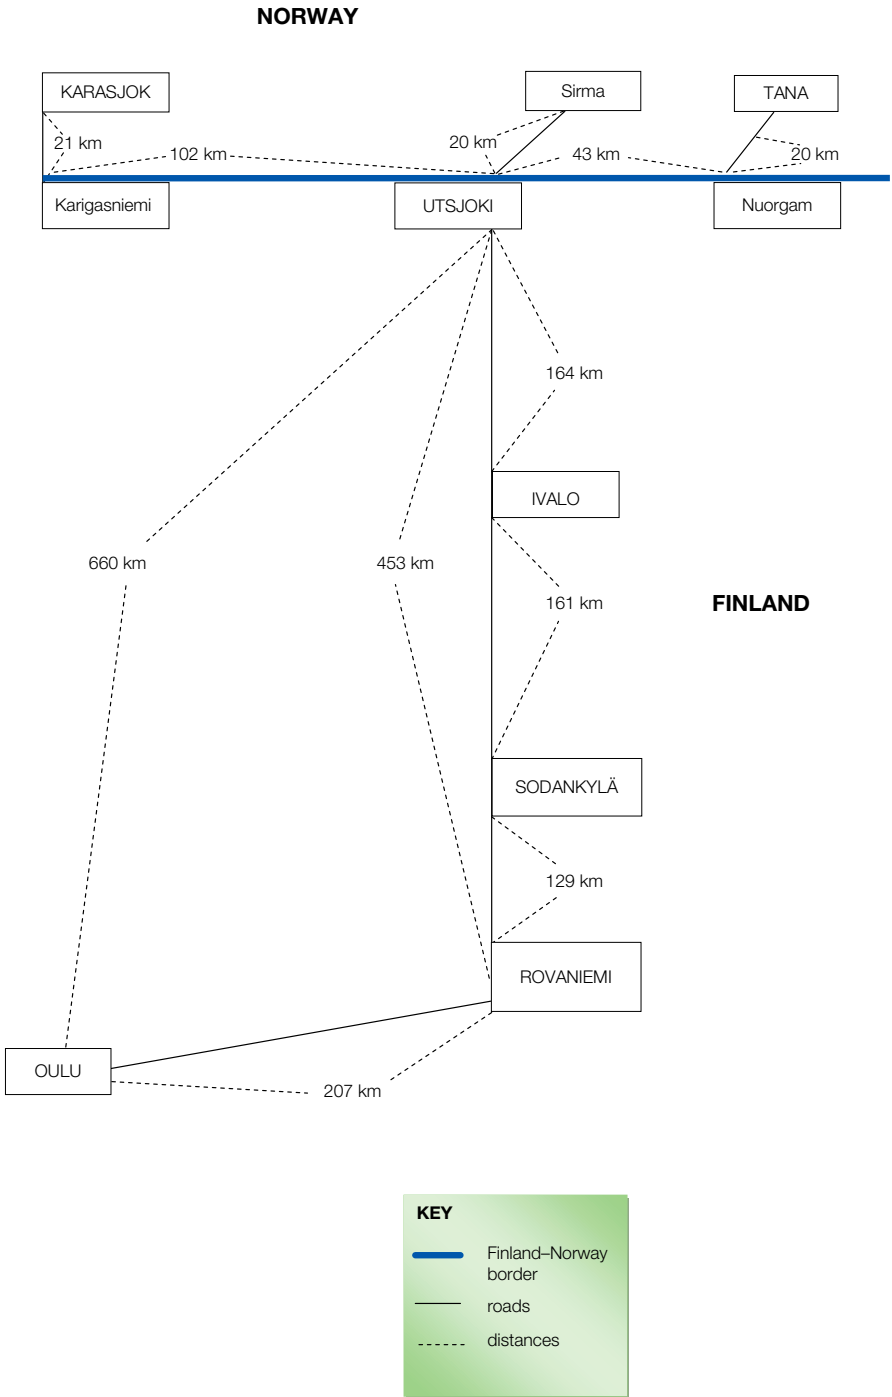 NORWAY
KARASJOK
Sirma
TANA
21 km
102 km
20 km
43 km
20 km
Karigasniemi
UTSJOKI
Nuorgam
164 km
IVALO
660 km
453 km
161 km
FINLAND
SODANKYLÄ
129 km
ROVANIEMI
OULU
207 km
KEY
Finland–Norway
border
roads
distances